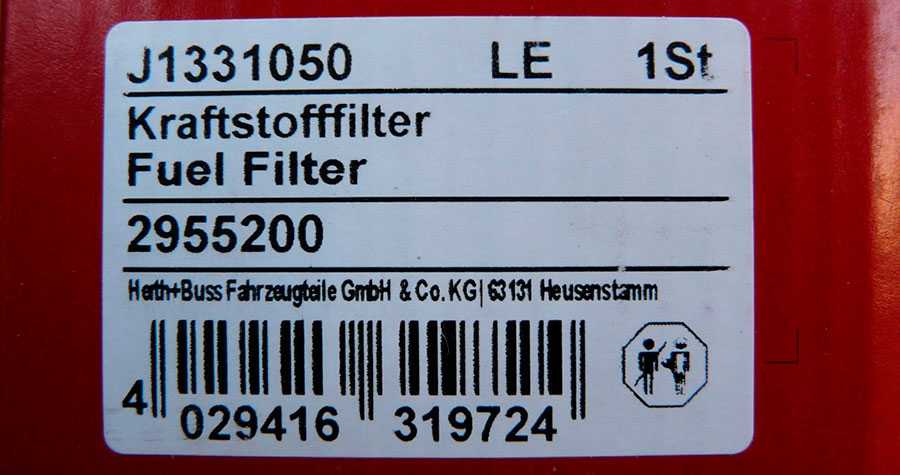 J1331050 LE 1St
Kraftstofffilter
Fuel Filter
2955200
Herth+Buss Fahrzeugteile GmbH & Co. KG| 63131 Heusenstamm
4 029416 319724